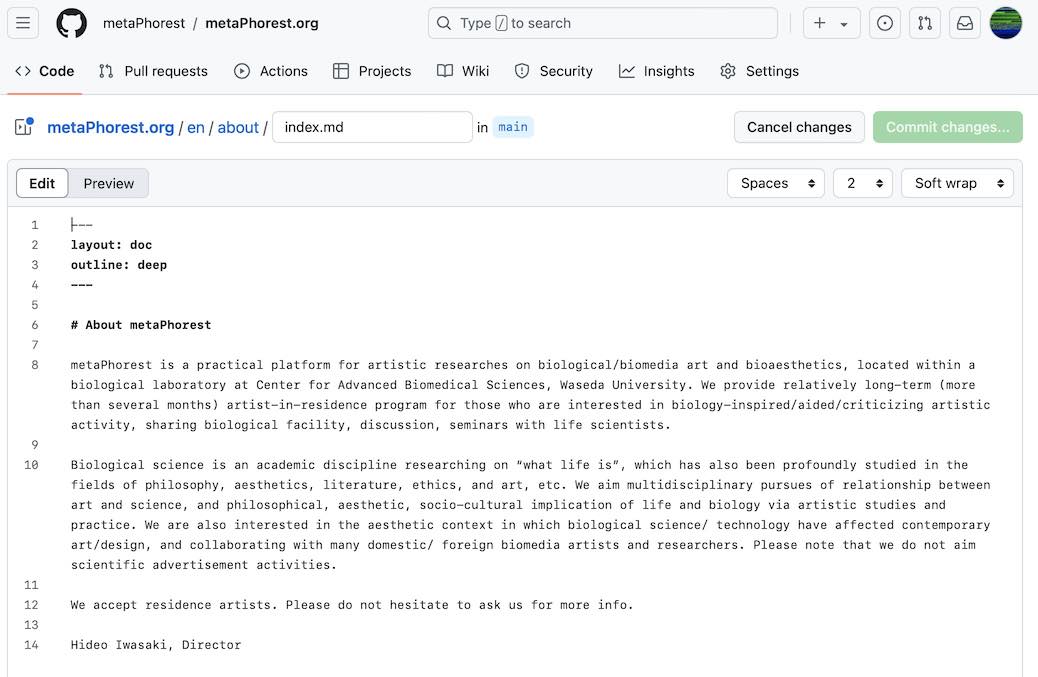 metaPhorest / metaPhorest.org
Type / to search
Code
Pull requests
Actions
Projects
Wiki
Security
Insights
Settings
metaPhorest.org / en / about / index.md in main
Cancel changes
Commit changes...
Edit
Preview
Spaces
2
Soft wrap
1 ---
2 layout: doc
3 outline: deep
4 ---
5
6 # About metaPhorest
7
8 metaPhorest is a practical platform for artistic researches on biological/biomedia art and bioaesthetics, located within a
biological laboratory at Center for Advanced Biomedical Sciences, Waseda University. We provide relatively long-term (more
than several months) artist-in-residence program for those who are interested in biology-inspired/aided/criticizing artistic
activity, sharing biological facility, discussion, seminars with life scientists.
9
10 Biological science is an academic discipline researching on “what life is”, which has also been profoundly studied in the
fields of philosophy, aesthetics, literature, ethics, and art, etc. We aim multidisciplinary pursues of relationship between
art and science, and philosophical, aesthetic, socio-cultural implication of life and biology via artistic studies and
practice. We are also interested in the aesthetic context in which biological science/ technology have affected contemporary
art/design, and collaborating with many domestic/ foreign biomedia artists and researchers. Please note that we do not aim
scientific advertisement activities.
11
12 We accept residence artists. Please do not hesitate to ask us for more info.
13
14 Hideo Iwasaki, Director